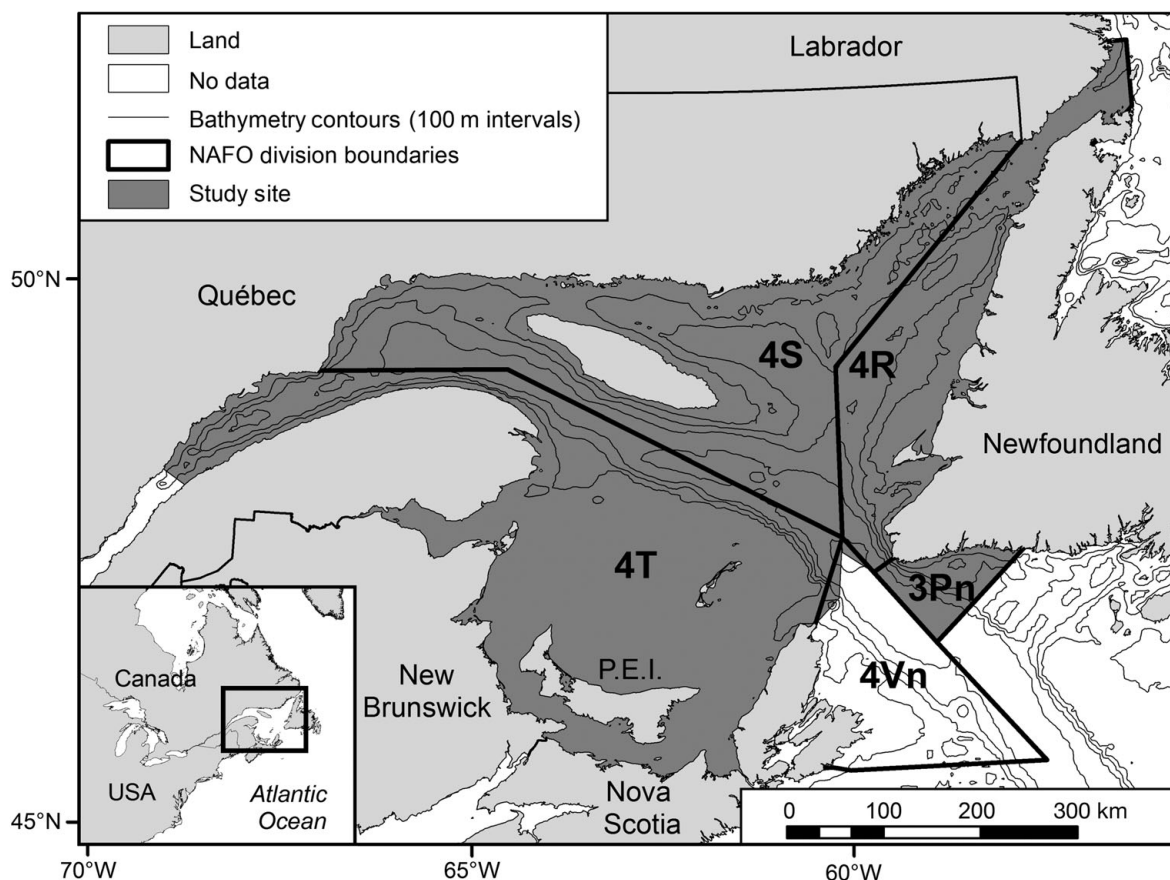 Land
No data
Bathymetry contours (100 m intervals)
NAFO division boundaries
Study site
Labrador
50°N
Québec
4S
4R
Newfoundland
4T
3Pn
P.E.I.
4Vn
New
Brunswick
Nova
Scotia
Canada
USA
Atlantic
Ocean
0 100 200 300 km
45°N
70°W
65°W
60°W